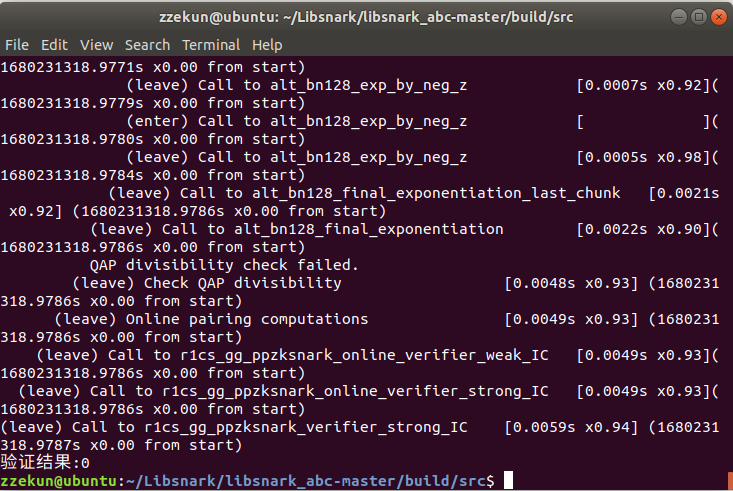 zzekun@ubuntu: ~/Libsnark/libsnark_abc-master/build/src
File Edit View Search Terminal Help
1680231318.9771s x0.00 from start)
(leave) Call to alt_bn128_exp_by_neg_z [0.0007s x0.92](
1680231318.9779s x0.00 from start)
(enter) Call to alt_bn128_exp_by_neg_z [ ](
1680231318.9780s x0.00 from start)
(leave) Call to alt_bn128_exp_by_neg_z [0.0005s x0.98](
1680231318.9784s x0.00 from start)
(leave) Call to alt_bn128_final_exponentiation_last_chunk [0.0021s
x0.92] (1680231318.9786s x0.00 from start)
(leave) Call to alt_bn128_final_exponentiation [0.0022s x0.90](
1680231318.9786s x0.00 from start)
QAP divisibility check failed.
(leave) Check QAP divisibility [0.0048s x0.93] (1680231
318.9786s x0.00 from start)
(leave) Online pairing computations [0.0049s x0.93] (1680231
318.9786s x0.00 from start)
(leave) Call to r1cs_gg_ppzksnark_online_verifier_weak_IC [0.0049s x0.93](
1680231318.9786s x0.00 from start)
(leave) Call to r1cs_gg_ppzksnark_online_verifier_strong_IC [0.0049s x0.93](
1680231318.9786s x0.00 from start)
(leave) Call to r1cs_gg_ppzksnark_verifier_strong_IC [0.0059s x0.94] (1680231
318.9787s x0.00 from start)
验证结果:0
zzekun@ubuntu:~/Libsnark/libsnark_abc-master/build/src$